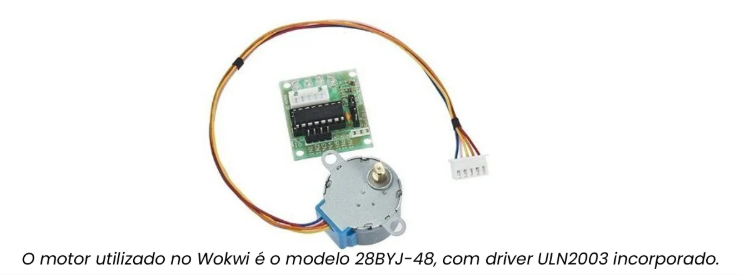 O motor utilizado no Wokwi é o modelo 28BYJ-48, com driver ULN2003 incorporado.